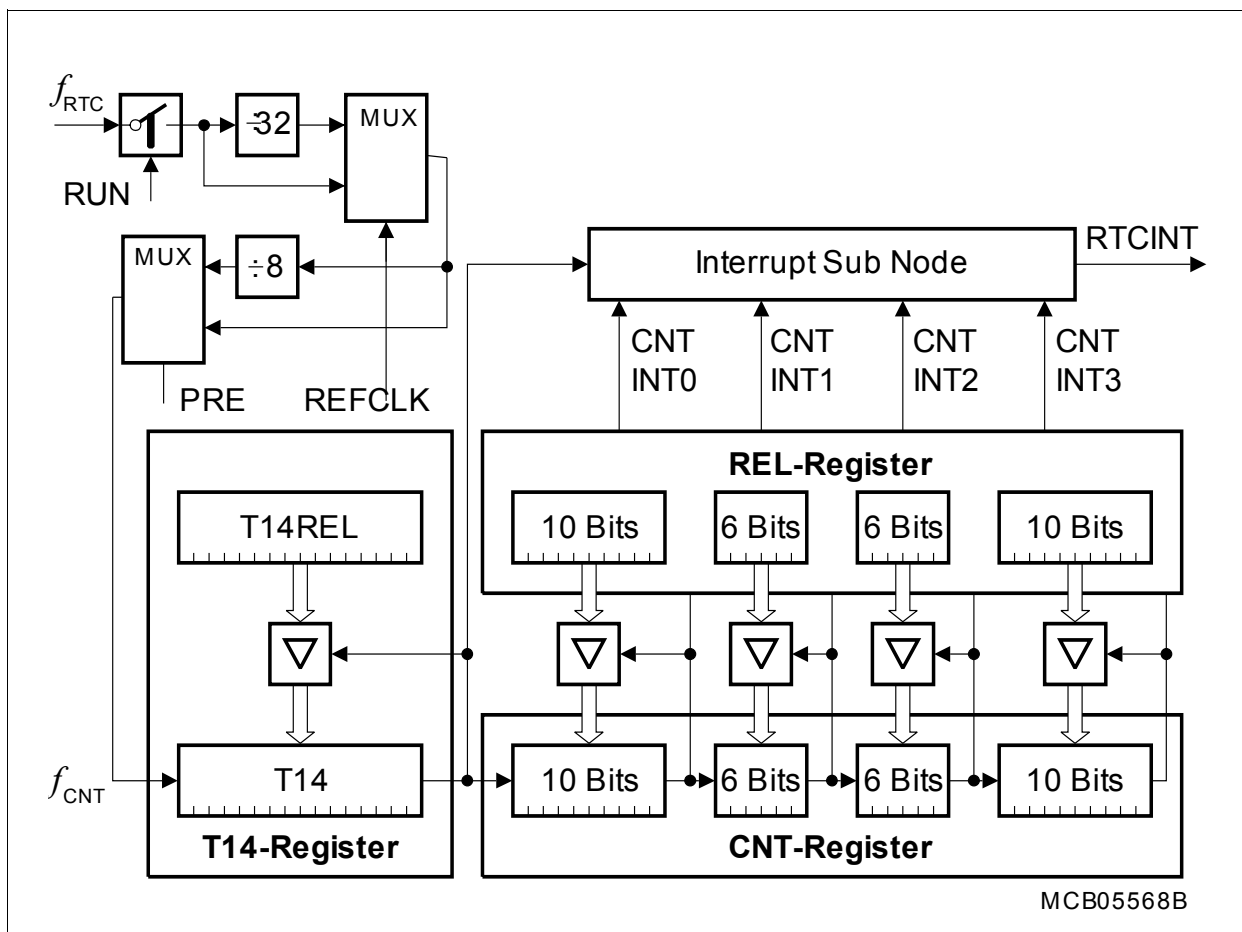 fRTC
÷32
MUX
RUN
MUX
÷8
PRE
REFCLK
Interrupt Sub Node
RTCINT
CNT INT0
CNT INT1
CNT INT2
CNT INT3
REL-Register
T14REL
10 Bits
6 Bits
6 Bits
10 Bits
fCNT
T14
10 Bits
6 Bits
6 Bits
10 Bits
T14-Register
CNT-Register
MCB05568B